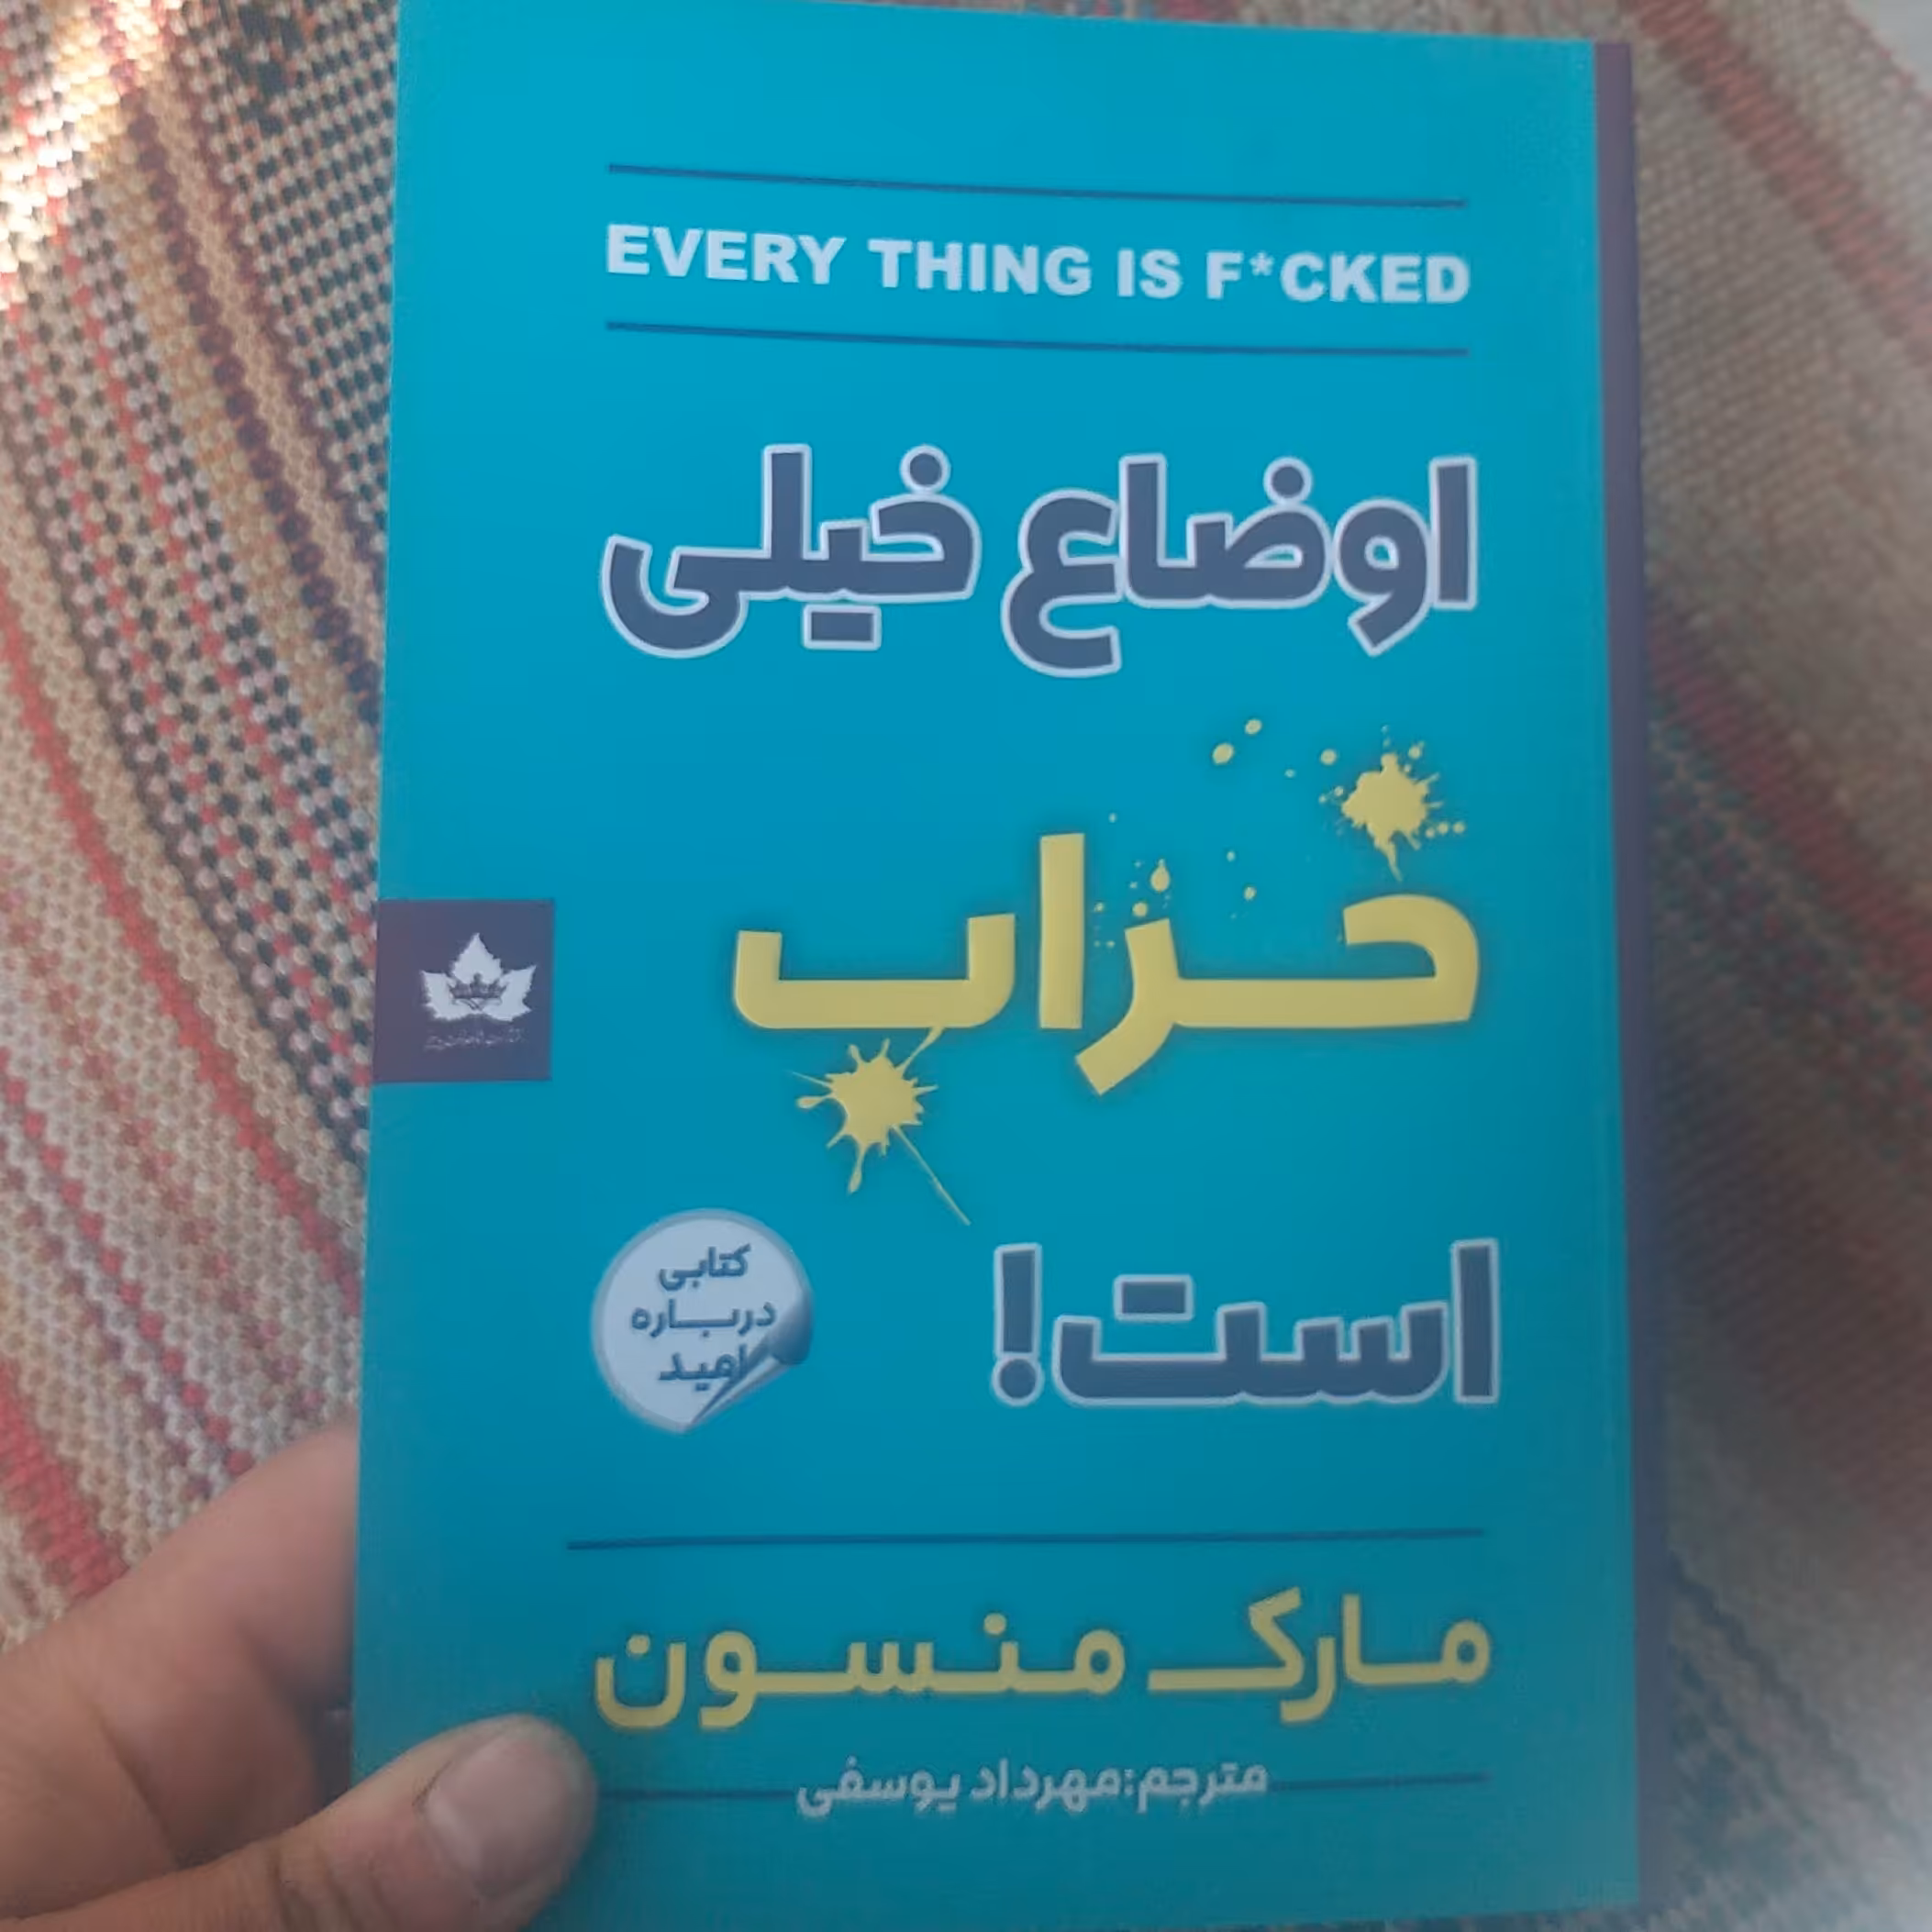 EVERY THING IS F*CKED
اوضاع خیلی
خراب
است!
کتابی
درباره
امید
مارک منسون
مترجم:مهرداد یوسفی